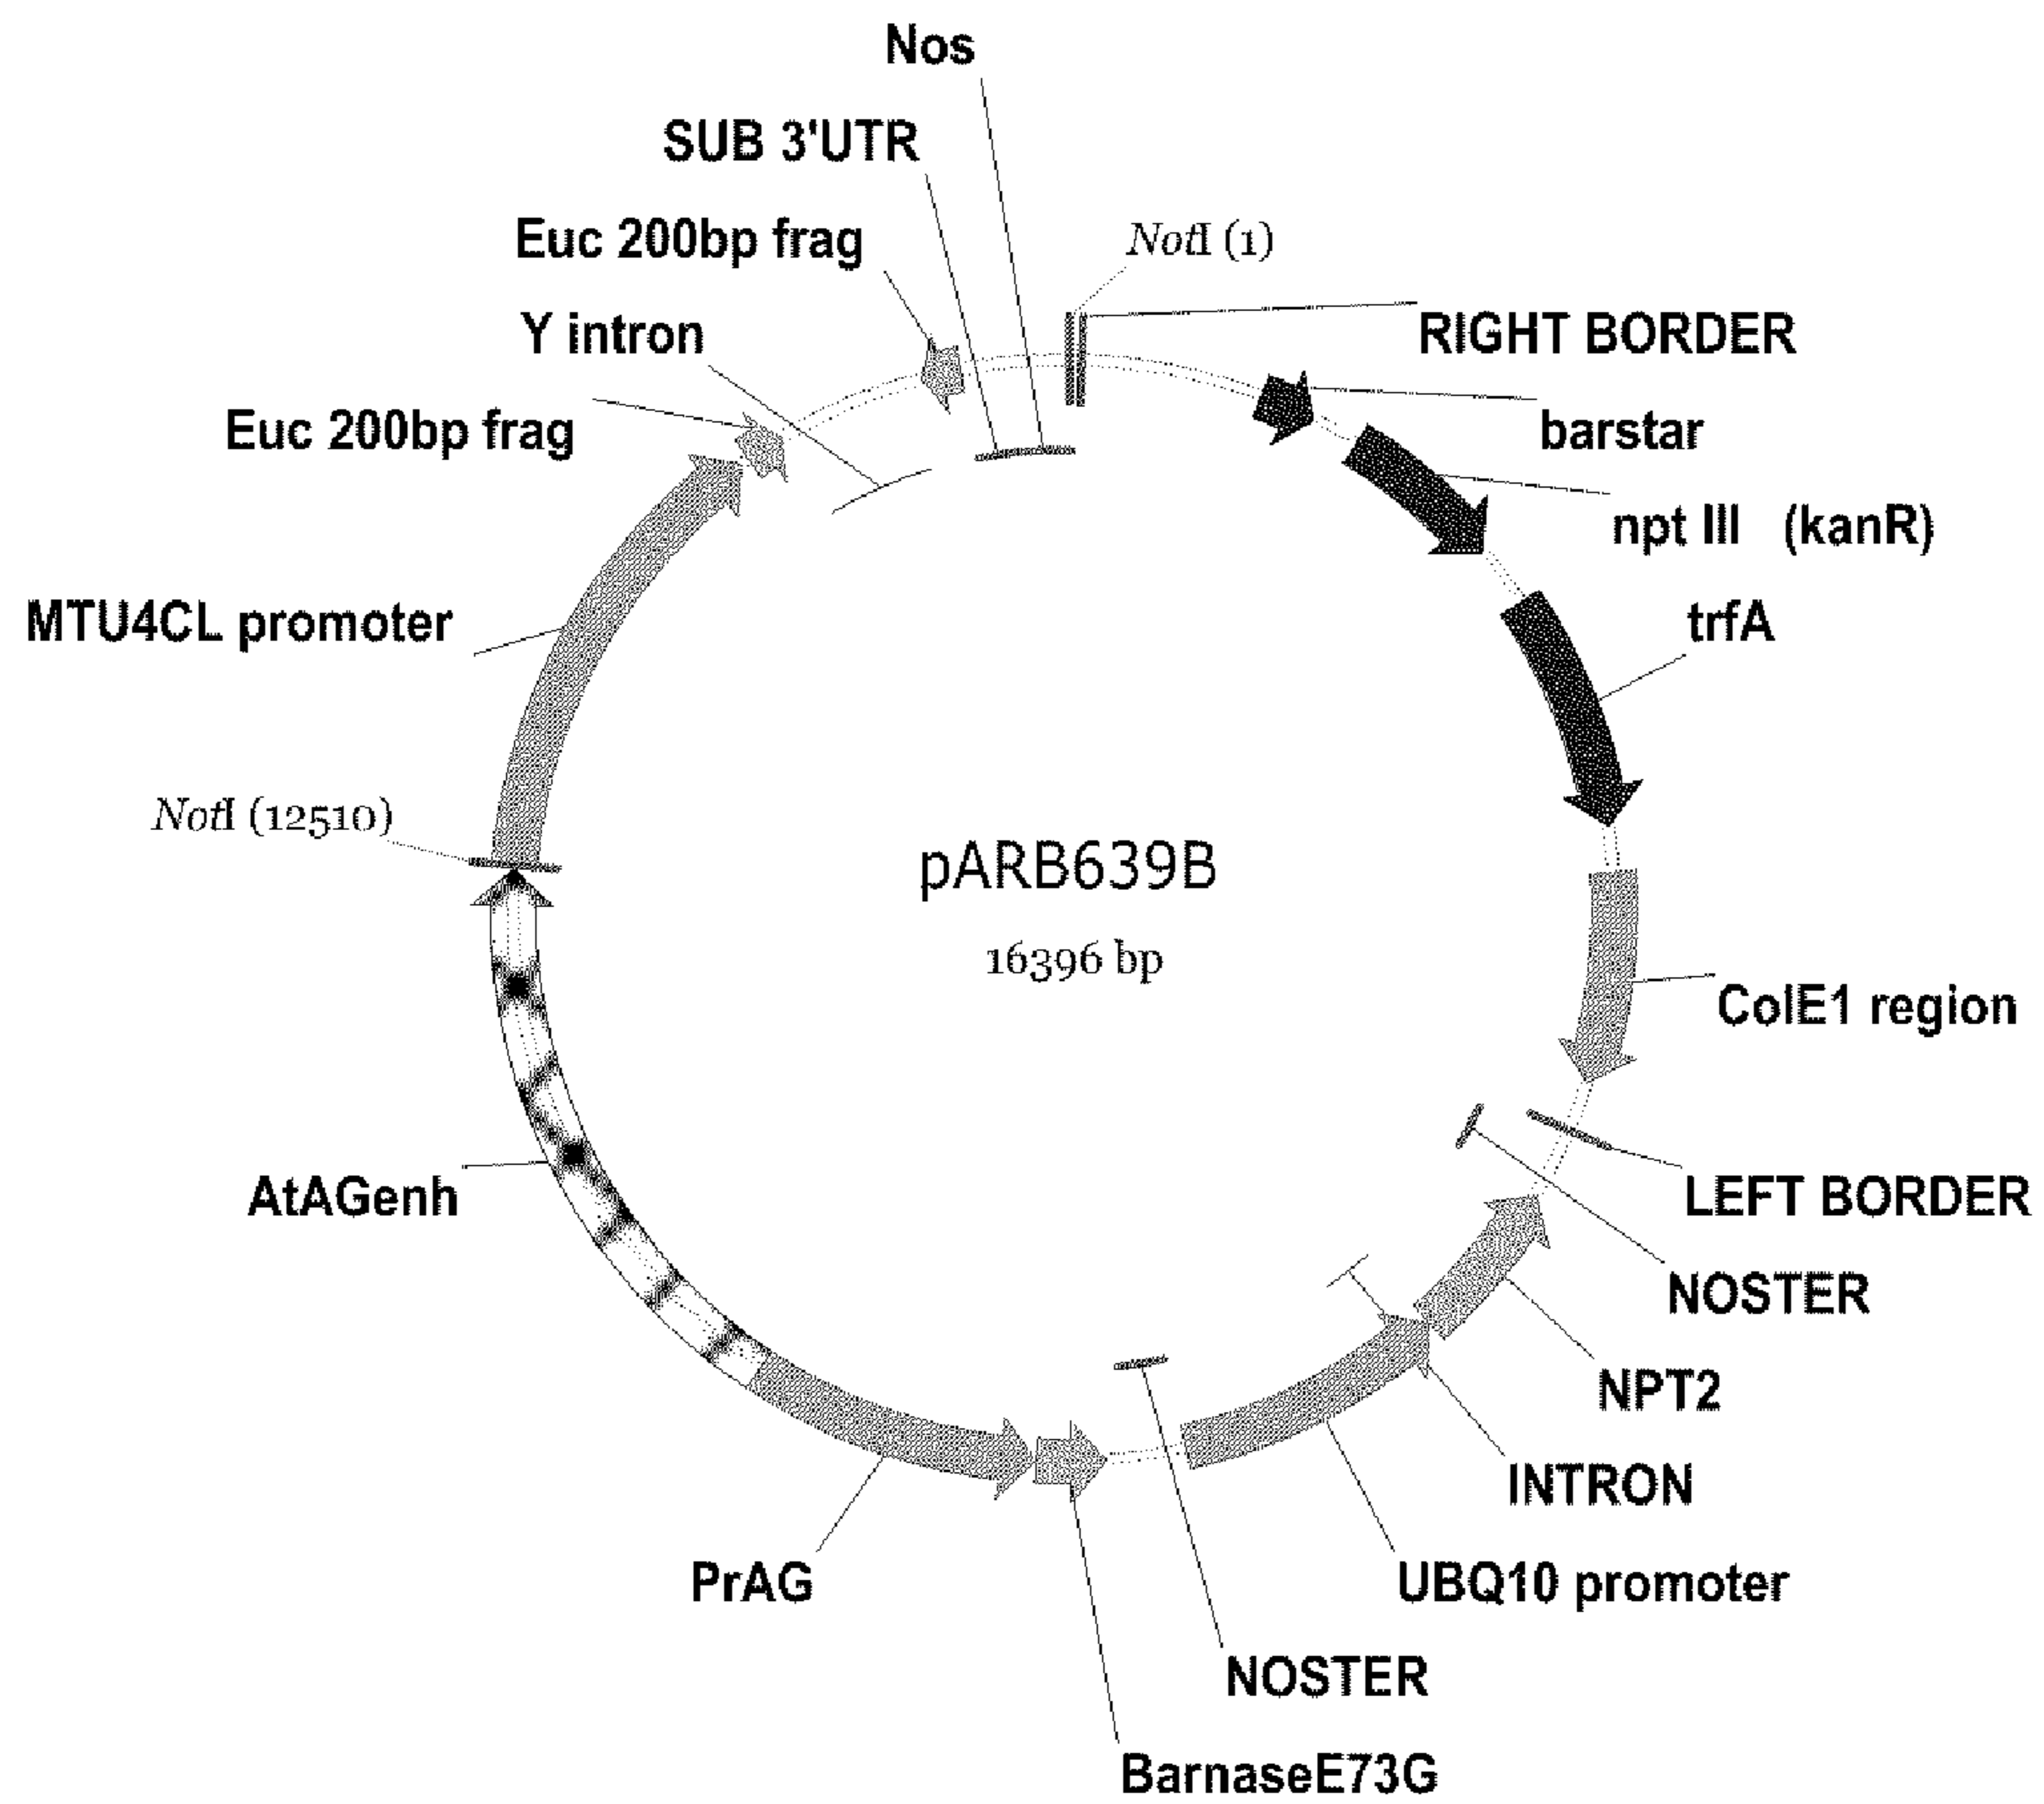 Nos
SUB 3'UTR
Euc 200bp frag
NotI (1)
Y intron
RIGHT BORDER
Euc 200bp frag
barstar
npt III (kanR)
MTU4CL promoter
trfA
NotI (12510)
pARB639B
16396 bp
ColE1 region
AtAGenh
LEFT BORDER
NOSTER
NPT2
INTRON
PrAG
UBQ10 promoter
NOSTER
BarnaseE73G